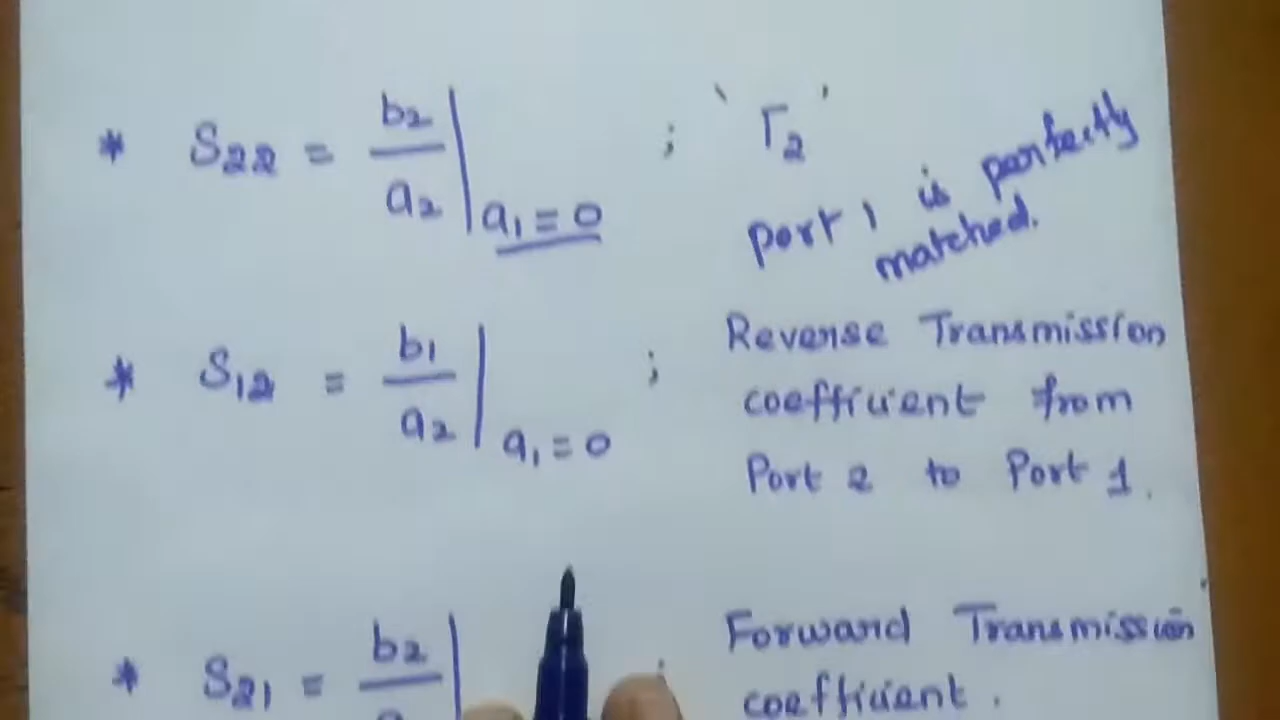 * S22 = b2/a2 | a1 = 0 ; ' Γ2 '
port 1 is perfectly
matched.
* S12 = b1/a2 | a1 = 0 ; Reverse Transmission
coefficient from
Port 2 to Port 1.
* S21 = b2 | ; Forward Transmission
coefficient.